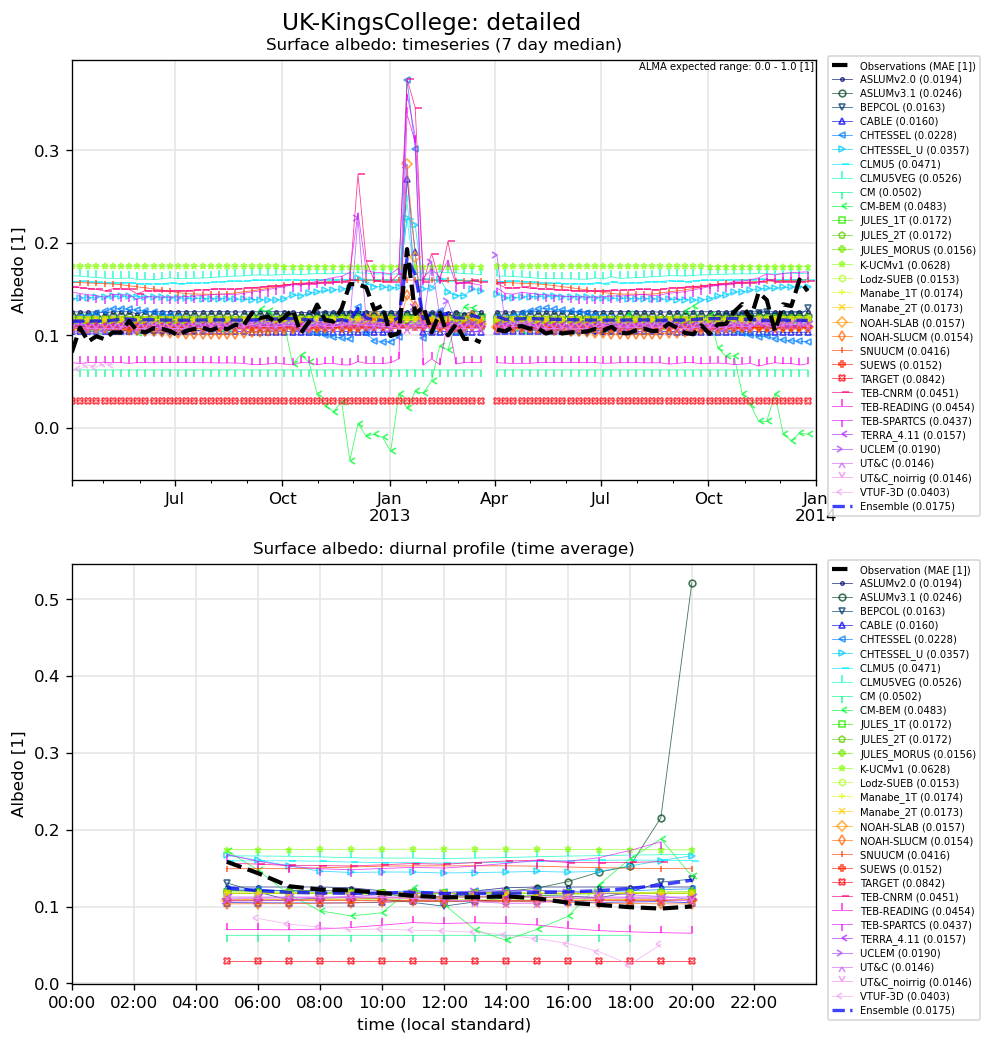 UK-KingsCollege: detailed
Surface albedo: timeseries (7 day median)
ALMA expected range: 0.0 - 1.0 [1]
Albedo [1]
0.3
0.2
0.1
0.0
Jul
Oct
Jan
2013
Apr
Jul
Oct
Jan
2014
Observations (MAE [1])
ASLUMv2.0 (0.0194)
ASLUMv3.1 (0.0246)
BEPCOL (0.0163)
CABLE (0.0160)
CHTESSEL (0.0228)
CHTESSEL_U (0.0357)
CLMU5 (0.0471)
CLMU5VEG (0.0526)
CM (0.0502)
CM-BEM (0.0483)
JULES_1T (0.0172)
JULES_2T (0.0172)
JULES_MORUS (0.0156)
K-UCMv1 (0.0628)
Lodz-SUEB (0.0153)
Manabe_1T (0.0174)
Manabe_2T (0.0173)
NOAH-SLAB (0.0157)
NOAH-SLUCM (0.0154)
SNUUCM (0.0416)
SUEWS (0.0152)
TARGET (0.0842)
TEB-CNRM (0.0451)
TEB-READING (0.0454)
TEB-SPARTCS (0.0437)
TERRA_4.11 (0.0157)
UCLEM (0.0190)
UT&C (0.0146)
UT&C_noirrig (0.0146)
VTUF-3D (0.0403)
Ensemble (0.0175)
Surface albedo: diurnal profile (time average)
Albedo [1]
0.5
0.4
0.3
0.2
0.1
0.0
00:00
02:00
04:00
06:00
08:00
10:00
12:00
14:00
16:00
18:00
20:00
22:00
time (local standard)
Observation (MAE [1])
ASLUMv2.0 (0.0194)
ASLUMv3.1 (0.0246)
BEPCOL (0.0163)
CABLE (0.0160)
CHTESSEL (0.0228)
CHTESSEL_U (0.0357)
CLMU5 (0.0471)
CLMU5VEG (0.0526)
CM (0.0502)
CM-BEM (0.0483)
JULES_1T (0.0172)
JULES_2T (0.0172)
JULES_MORUS (0.0156)
K-UCMv1 (0.0628)
Lodz-SUEB (0.0153)
Manabe_1T (0.0174)
Manabe_2T (0.0173)
NOAH-SLAB (0.0157)
NOAH-SLUCM (0.0154)
SNUUCM (0.0416)
SUEWS (0.0152)
TARGET (0.0842)
TEB-CNRM (0.0451)
TEB-READING (0.0454)
TEB-SPARTCS (0.0437)
TERRA_4.11 (0.0157)
UCLEM (0.0190)
UT&C (0.0146)
UT&C_noirrig (0.0146)
VTUF-3D (0.0403)
Ensemble (0.0175)